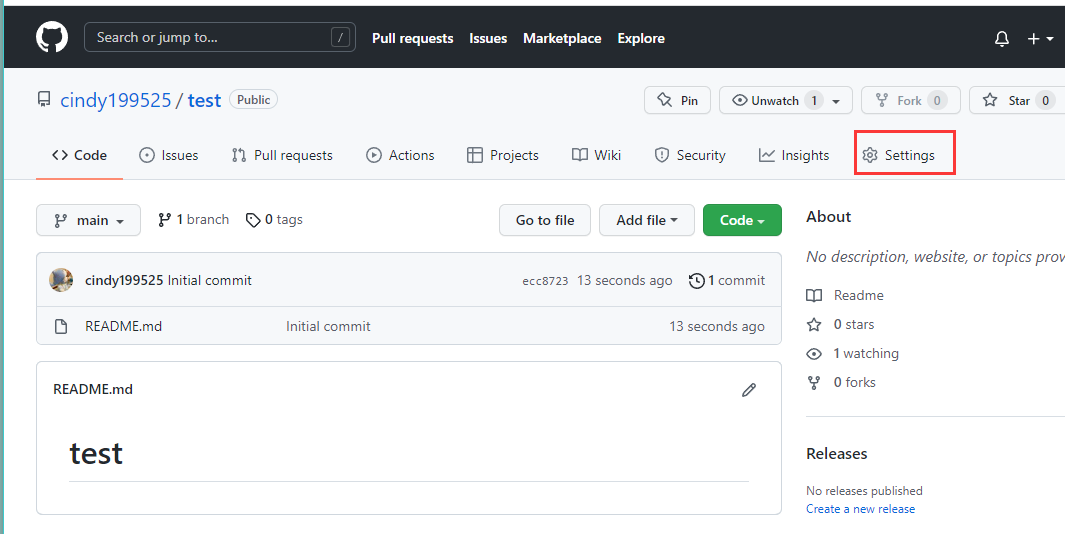 Search or jump to... / Pull requests Issues Marketplace Explore
cindy199525 / test Public Pin Unwatch 1 Fork 0 Star 0
Code Issues Pull requests Actions Projects Wiki Security Insights Settings
main 1 branch 0 tags Go to file Add file Code
About
No description, website, or topics
cindy199525 Initial commit ecc8723 13 seconds ago 1 commit
Readme
README.md Initial commit 13 seconds ago
0 stars
1 watching
0 forks
README.md
test
Releases
No releases published
Create a new release